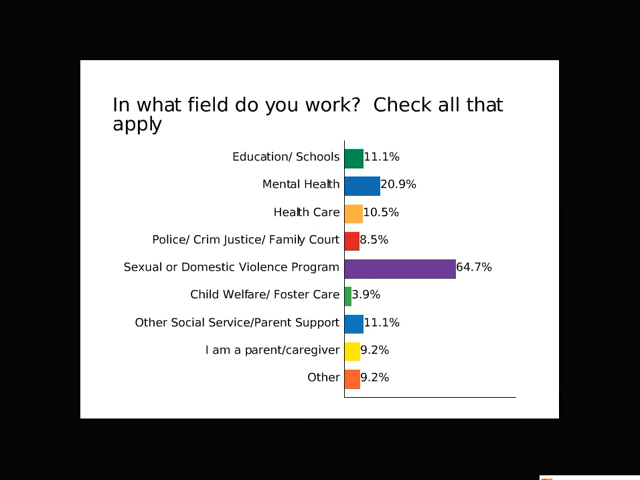 In what field do you work?  Check all that
apply
Education/ Schools 11.1%
Mental Health 20.9%
Health Care 10.5%
Police/ Crim Justice/ Family Court 8.5%
Sexual or Domestic Violence Program 64.7%
Child Welfare/ Foster Care 3.9%
Other Social Service/Parent Support 11.1%
I am a parent/caregiver 9.2%
Other 9.2%